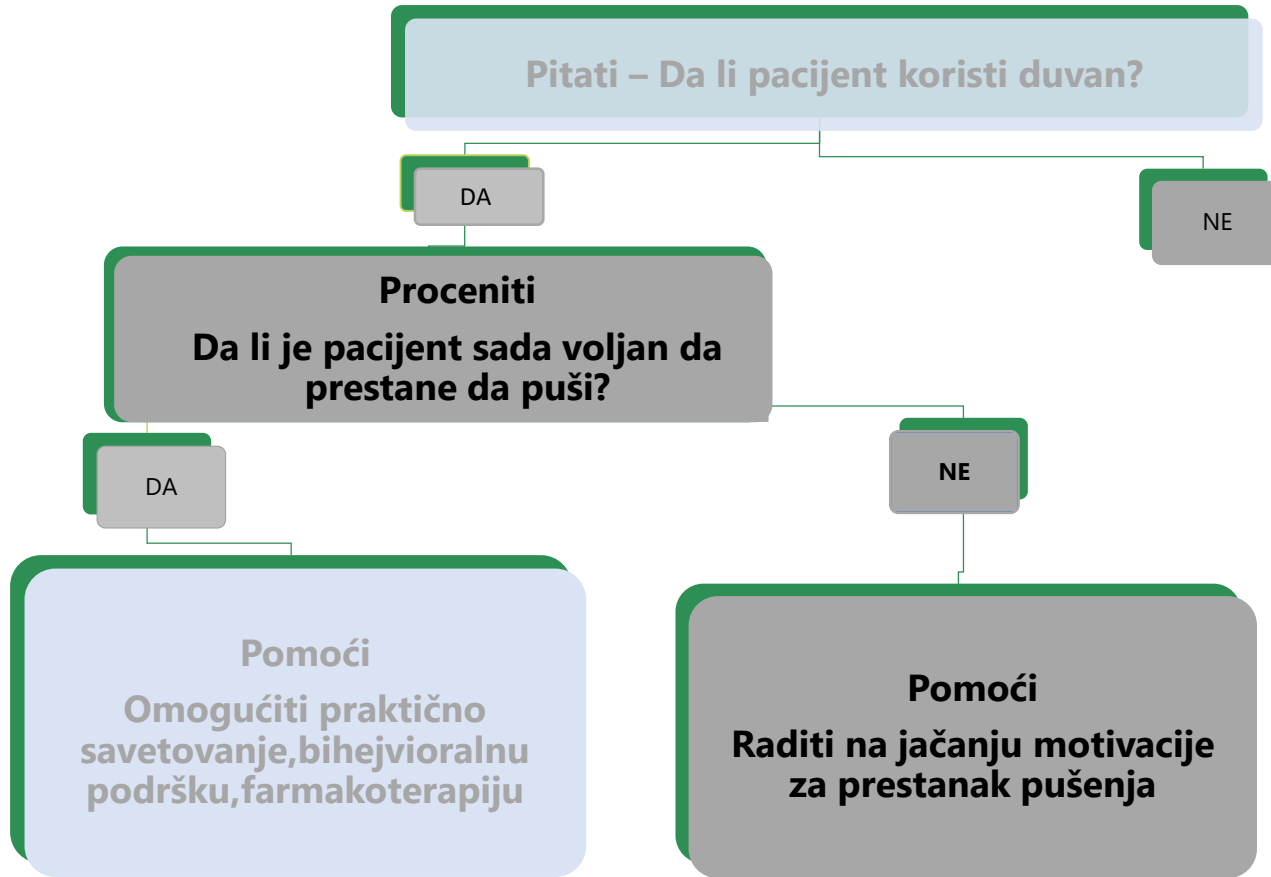 Pitati – Da li pacijent koristi duvan?
DA
NE
Proceniti
Da li je pacijent sada voljan da
prestane da puši?
DA
NE
Pomoći
Omogućiti praktično
savetovanje,bihejvioralnu
podršku,farmakoterapiju
Pomoći
Raditi na jačanju motivacije
za prestanak pušenja